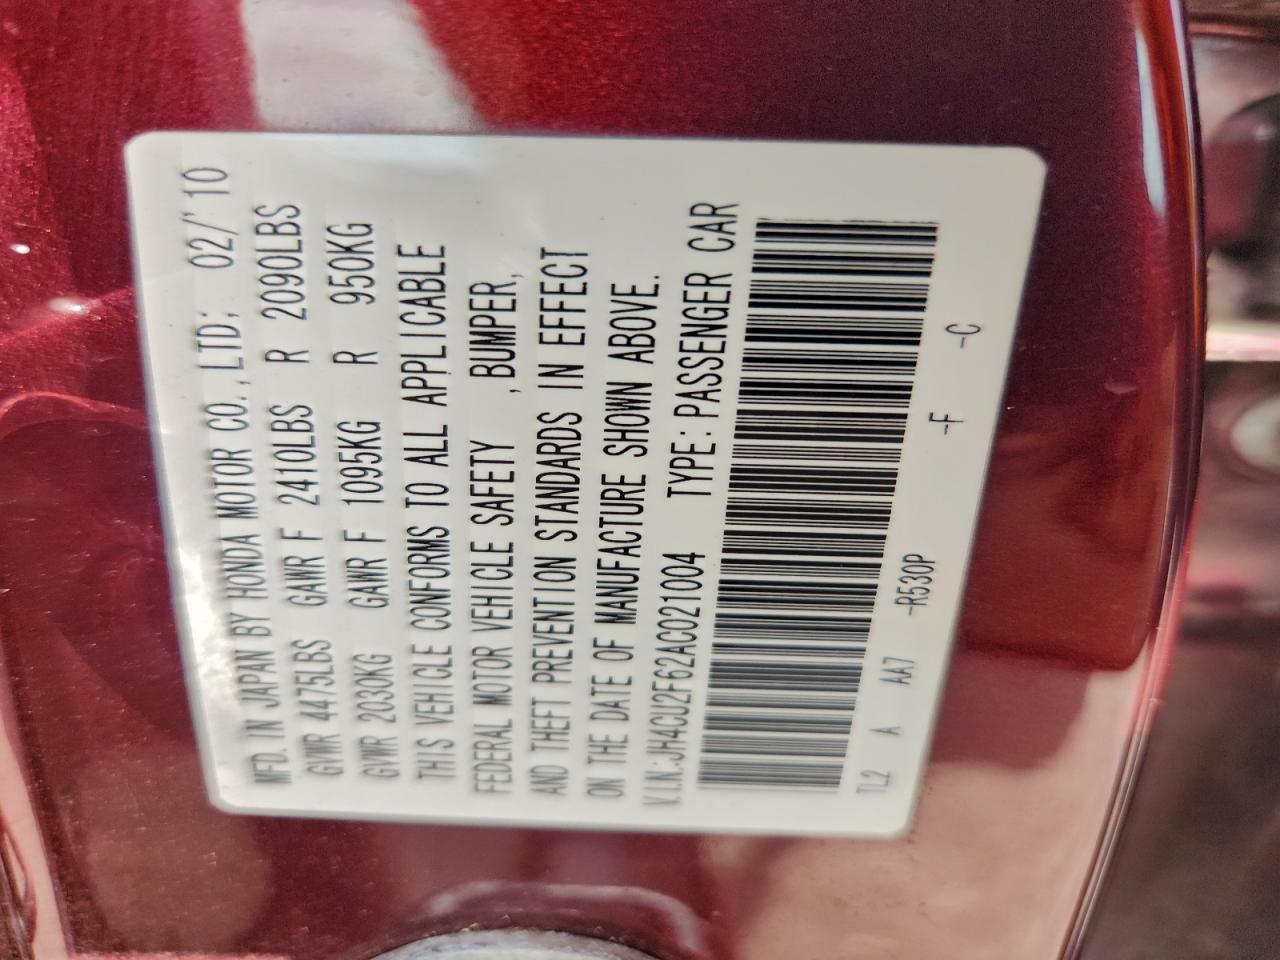 MFD. IN JAPAN BY HONDA MOTOR CO., LTD; 02/'10
GVWR 4475LBS GAWR F 2410LBS R 2090LBS
GVWR 2030KG GAWR F 1095KG R 950KG
THIS VEHICLE CONFORMS TO ALL APPLICABLE
FEDERAL MOTOR VEHICLE SAFETY , BUMPER,
AND THEFT PREVENTION STANDARDS IN EFFECT
ON THE DATE OF MANUFACTURE SHOWN ABOVE.
V.I.N:JH4CU2F62AC021004 TYPE:PASSENGER CAR
TL2 A AA7 -R530P -F -C